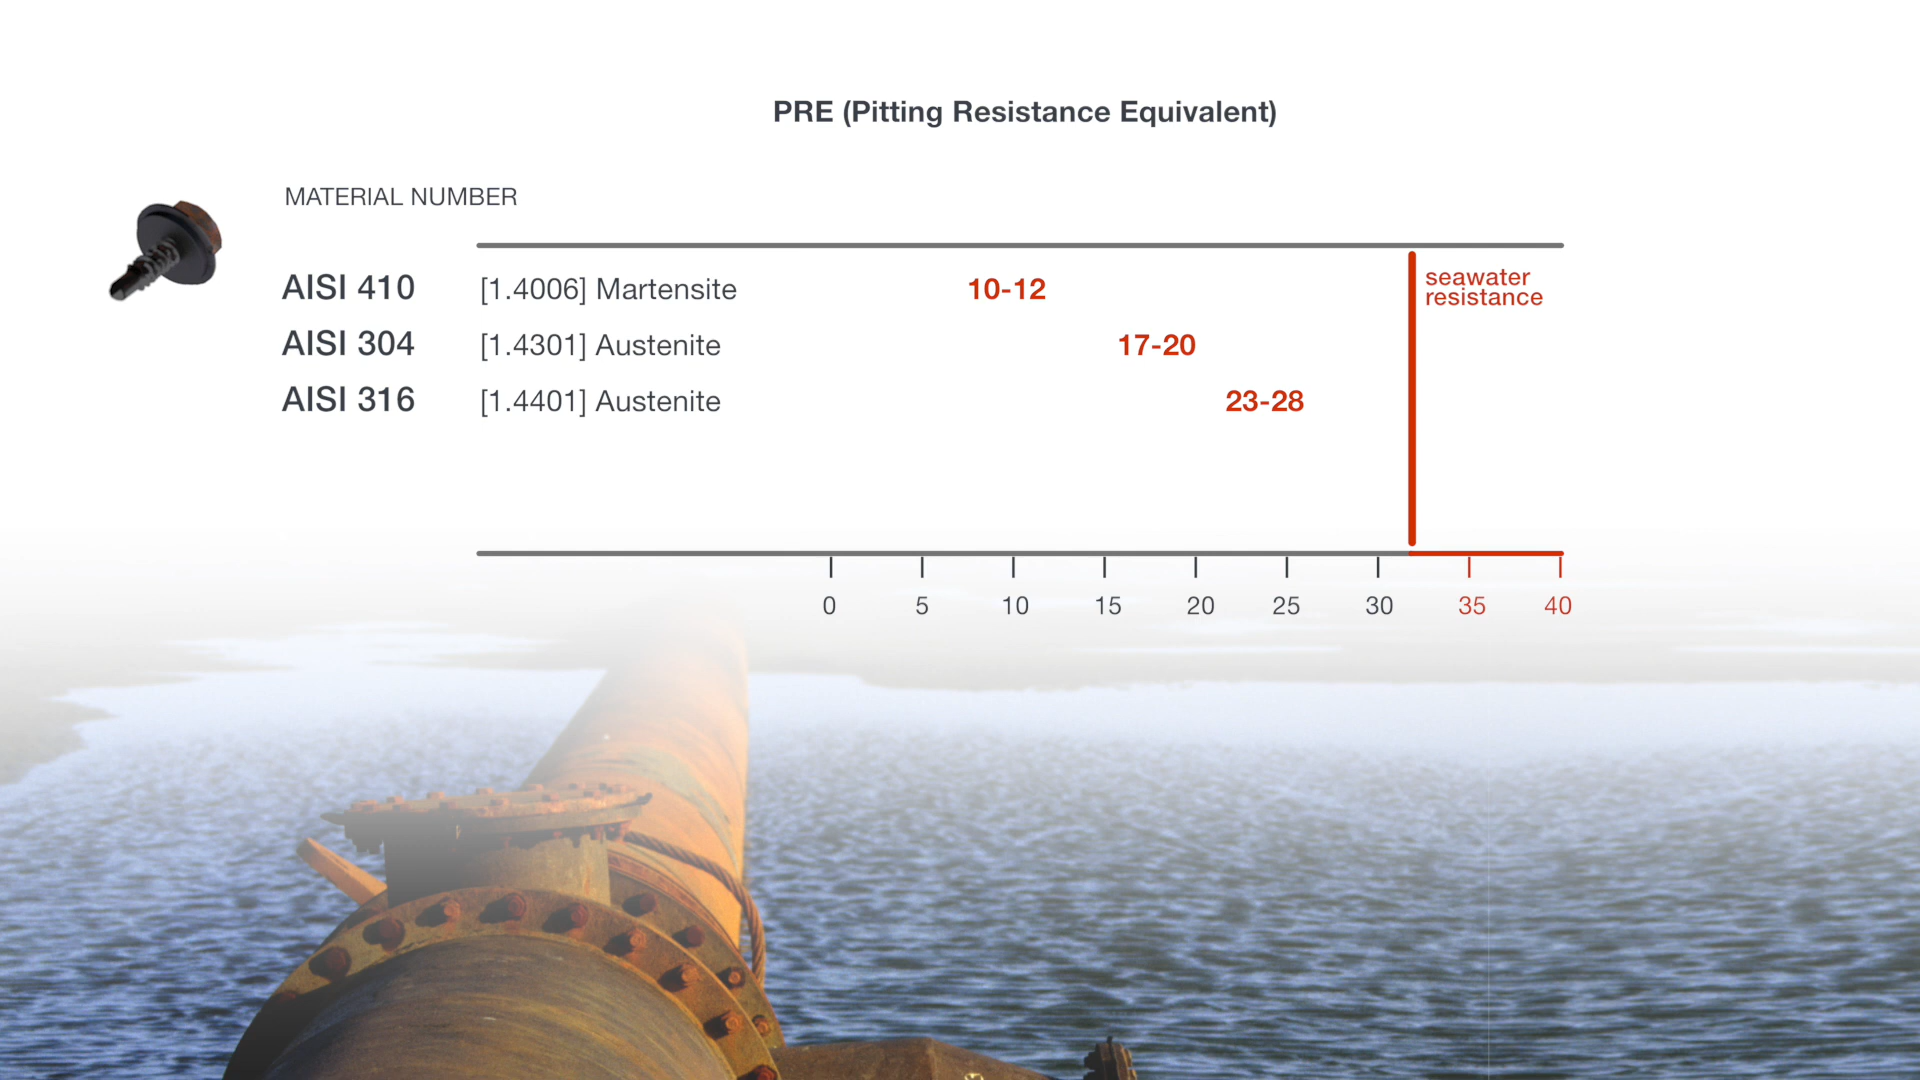 PRE (Pitting Resistance Equivalent)
MATERIAL NUMBER
AISI 410 [1.4006] Martensite 10-12
seawater
resistance
AISI 304 [1.4301] Austenite 17-20
AISI 316 [1.4401] Austenite 23-28
0 5 10 15 20 25 30 35 40